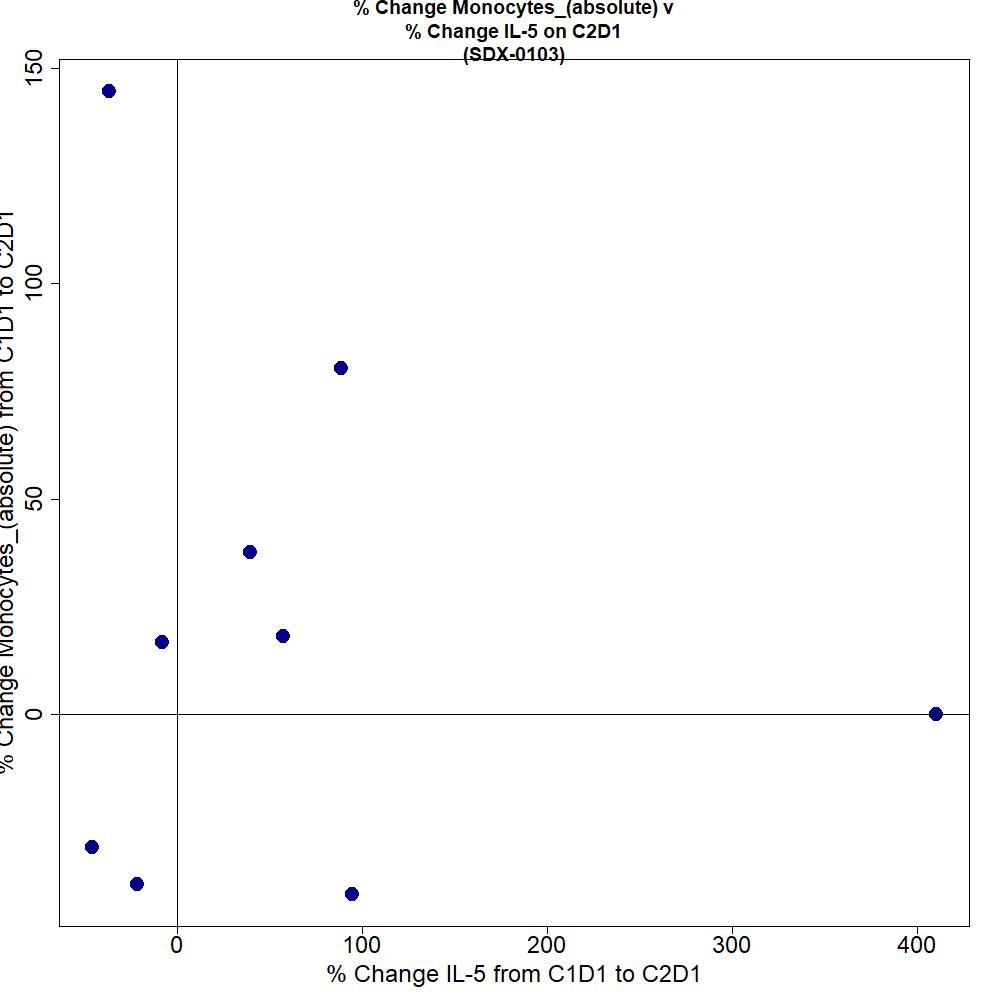 % Change Monocytes_(absolute) v
% Change IL-5 on C2D1
(SDX-0103)
% Change Monocytes_(absolute) from C1D1 to C2D1
150
100
50
0
0
100
200
300
400
% Change IL-5 from C1D1 to C2D1